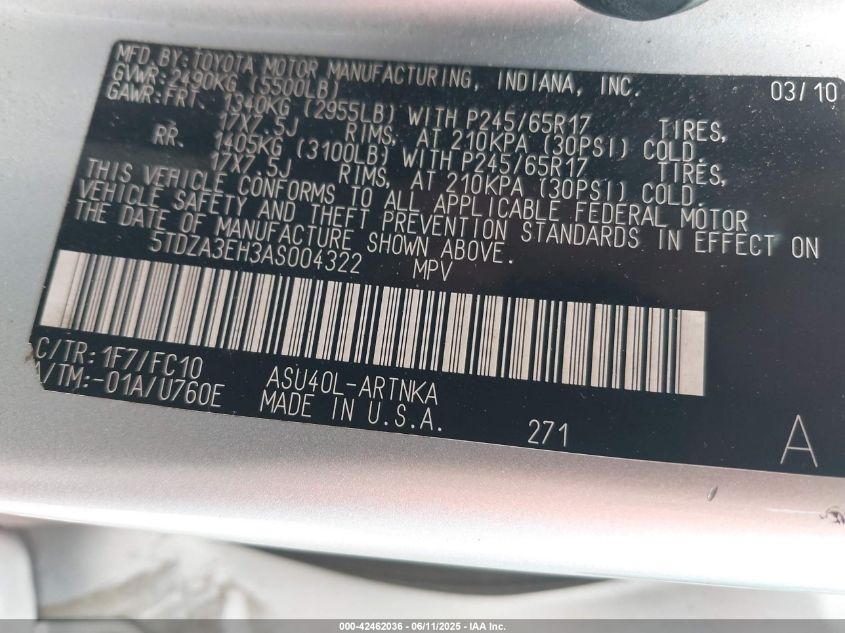 MFD. BY: TOYOTA MOTOR MANUFACTURING, INDIANA, INC. 03/10
GVWR: 2490KG (5500LB)
GAWR: FRT. 1340KG (2955LB) WITH P245/65R17 TIRES,
17X7.5J RIMS, AT 210KPA (30PSI) COLD.
RR. 1405KG (3100LB) WITH P245/65R17 TIRES,
17X7.5J RIMS, AT 210KPA (30PSI) COLD.
THIS VEHICLE CONFORMS TO ALL APPLICABLE FEDERAL MOTOR
VEHICLE SAFETY AND THEFT PREVENTION STANDARDS IN EFFECT ON
THE DATE OF MANUFACTURE SHOWN ABOVE.
5TDZA3EH3AS004322 MPV
C/TR: 1F7/FC10
A/TM:-01A/U760E ASU40L-ARTNKA
MADE IN U.S.A. 271 A
000-42462036 - 06/11/2025 - IAA Inc.